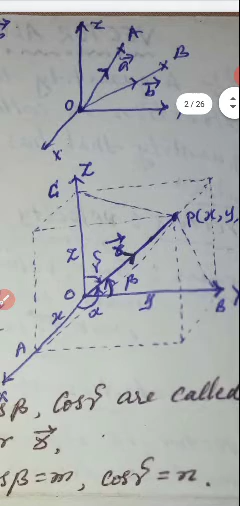 Z
A
B
a
b
O
2 / 26
X
Z
C
P(x, y,
Z
r
γ
β
O
α
x
y
B
A
sβ, Cosγ are called
r r,
sβ = m, cosγ = n.